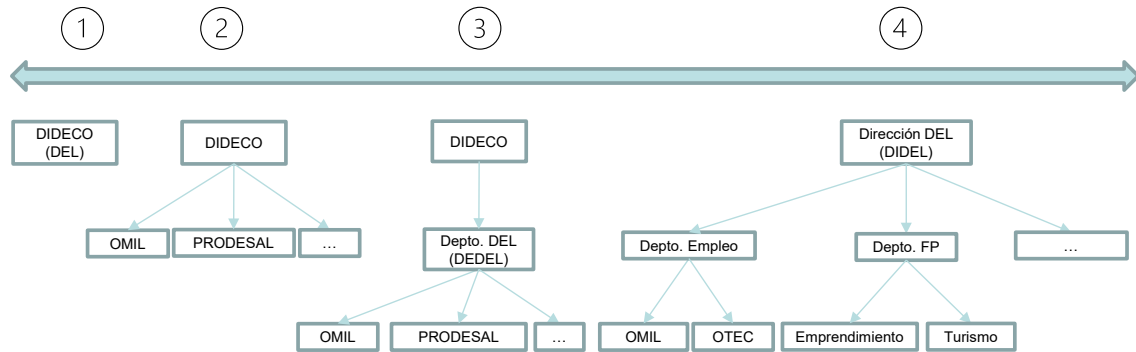 1 2 3 4
DIDECO
(DEL)
DIDECO
DIDECO
Dirección DEL
(DIDEL)
OMIL
PRODESAL
...
Depto. DEL
(DEDEL)
Depto. Empleo
Depto. FP
...
OMIL
PRODESAL
...
OMIL
OTEC
Emprendimiento
Turismo